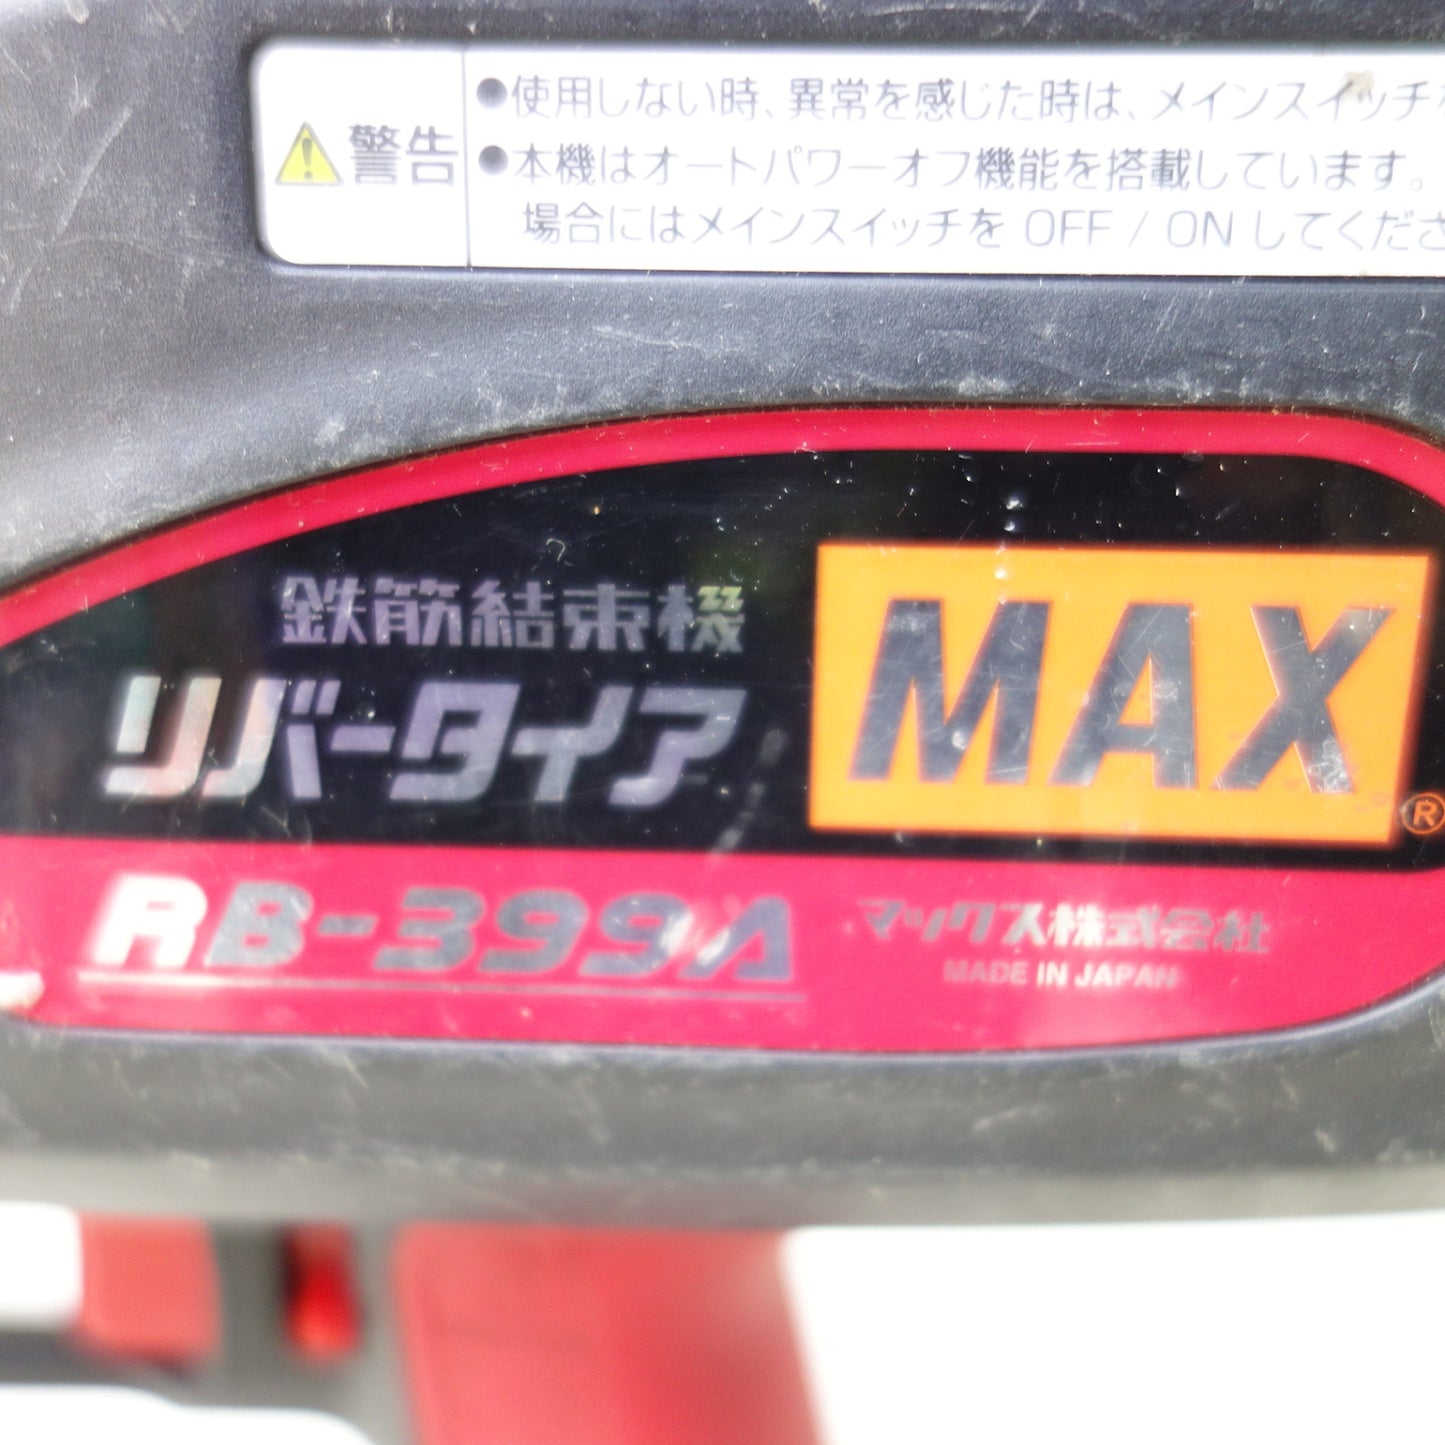 警告
●使用しない時、異常を感じた時は、メインスイッチを
●本機はオートパワーオフ機能を搭載しています。
場合にはメインスイッチを OFF / ON してくださ
鉄筋結束機
リバータイア
MAX®
RB-399A
マックス株式会社
MADE IN JAPAN